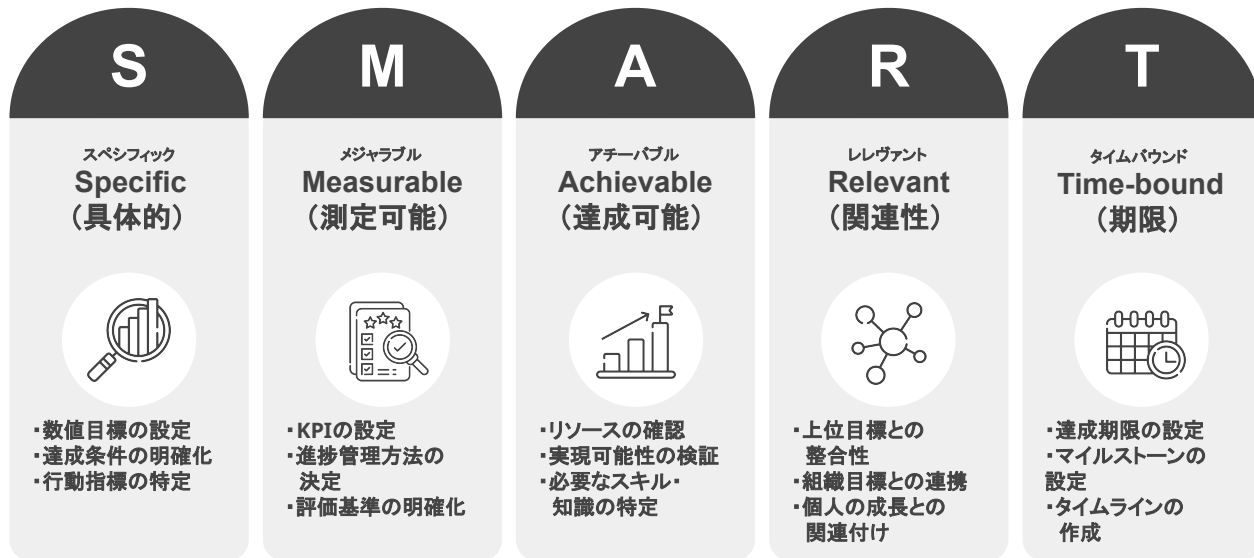 S
スペシフィック
Specific
（具体的）
・数値目標の設定
・達成条件の明確化
・行動指標の特定
M
メジャラブル
Measurable
（測定可能）
・KPIの設定
・進捗管理方法の
決定
・評価基準の明確化
A
アチーバブル
Achievable
（達成可能）
・リソースの確認
・実現可能性の検証
・必要なスキル・
知識の特定
R
レレヴァント
Relevant
（関連性）
・上位目標との
整合性
・組織目標との連携
・個人の成長との
関連付け
T
タイムバウンド
Time-bound
（期限）
・達成期限の設定
・マイルストーンの
設定
・タイムラインの
作成